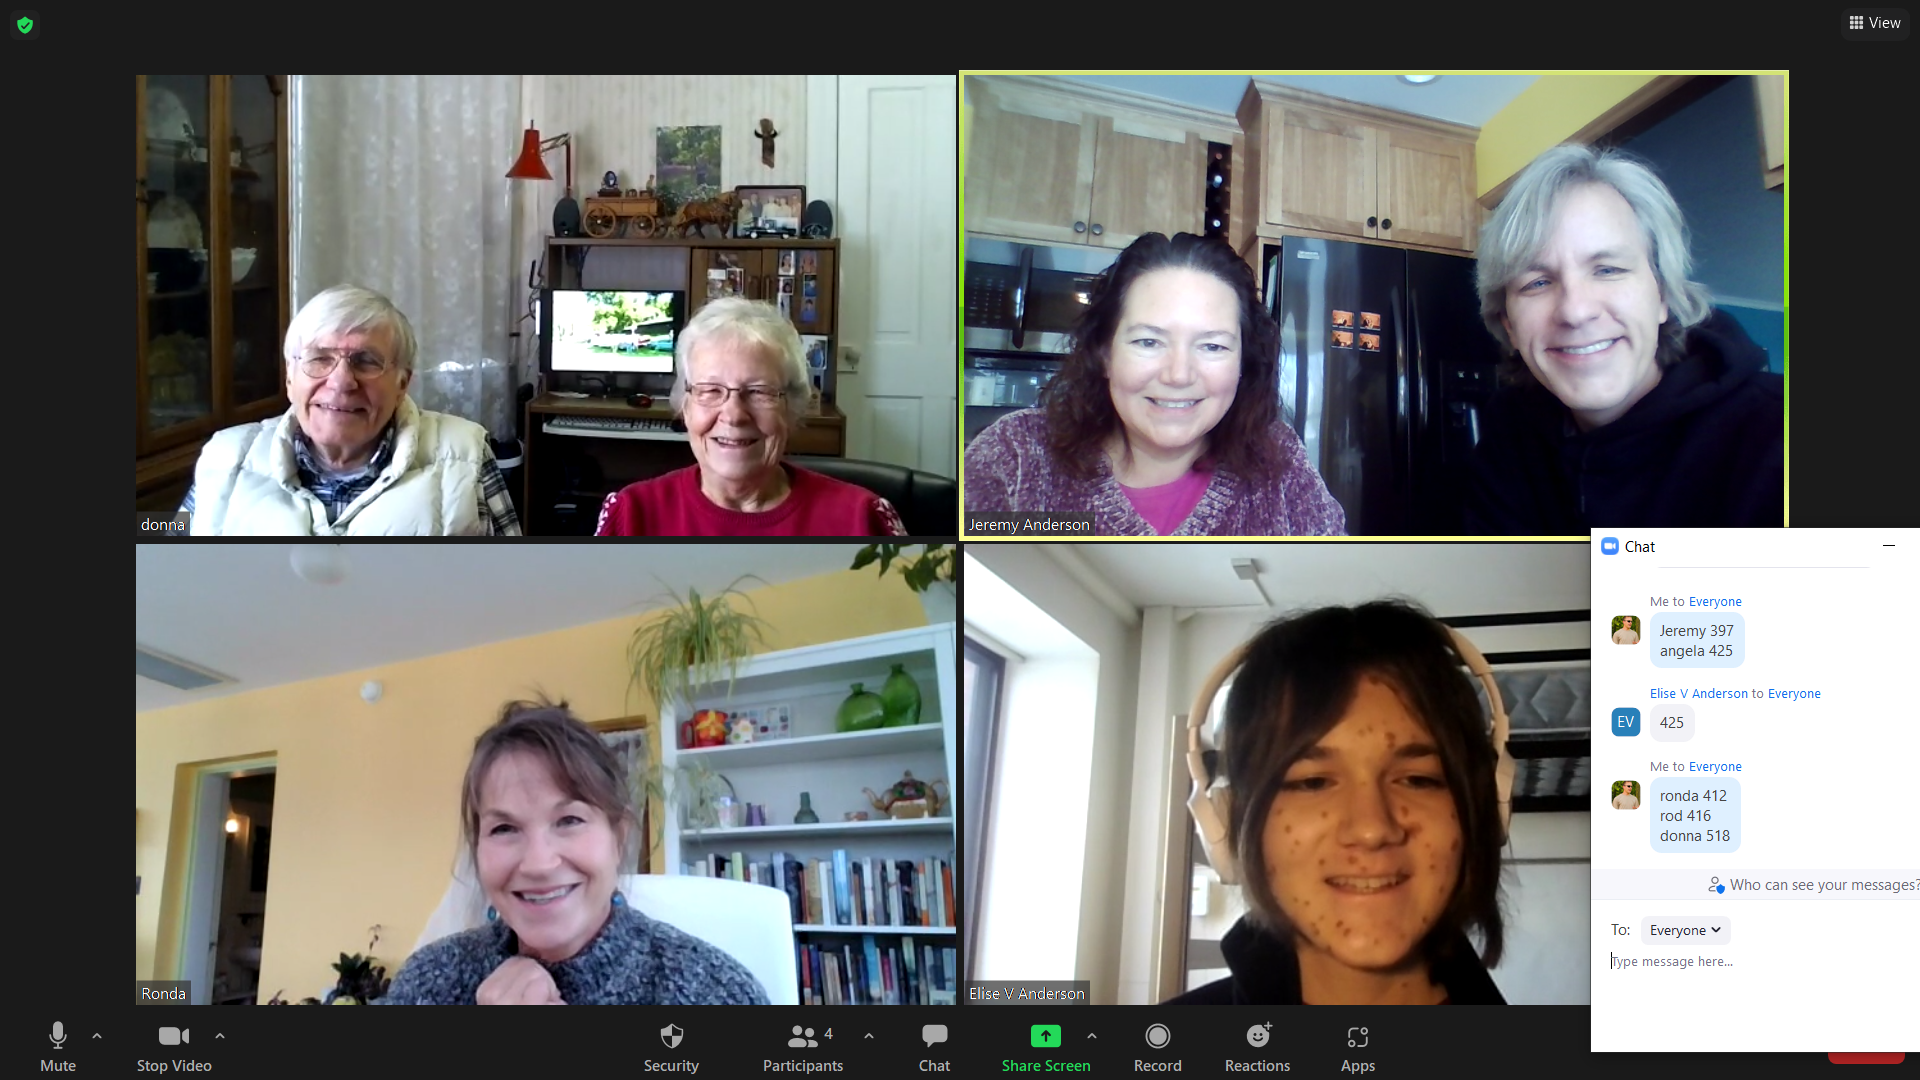 View
donna
Jeremy Anderson
Ronda
Elise V Anderson
Chat
Me to Everyone
Jeremy 397
angela 425
Elise V Anderson to Everyone
EV
425
Me to Everyone
ronda 412
rod 416
donna 518
Who can see your messages?
To: Everyone
Type message here...
Mute
Stop Video
Security
Participants
4
Chat
Share Screen
Record
Reactions
Apps